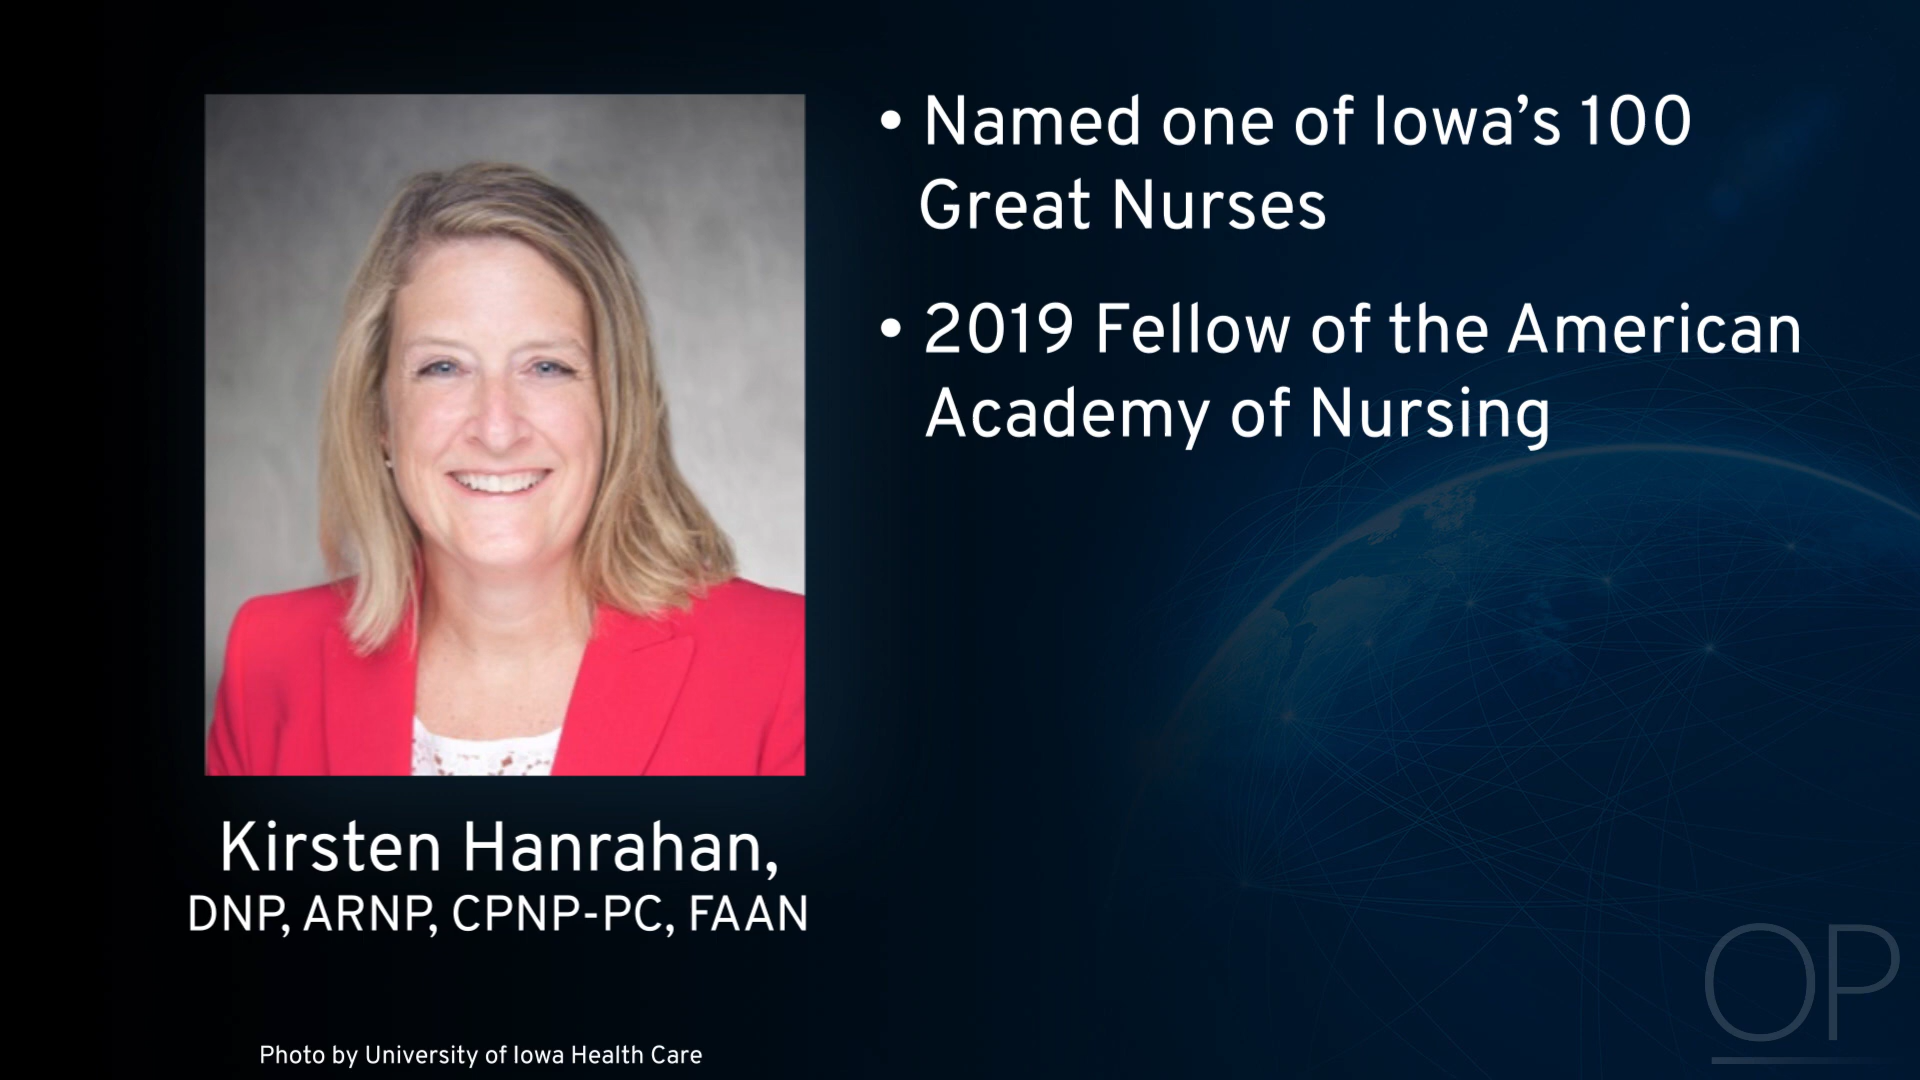 • Named one of Iowa’s 100
Great Nurses
• 2019 Fellow of the American
Academy of Nursing
Kirsten Hanrahan,
DNP, ARNP, CPNP-PC, FAAN
Photo by University of Iowa Health Care
OP